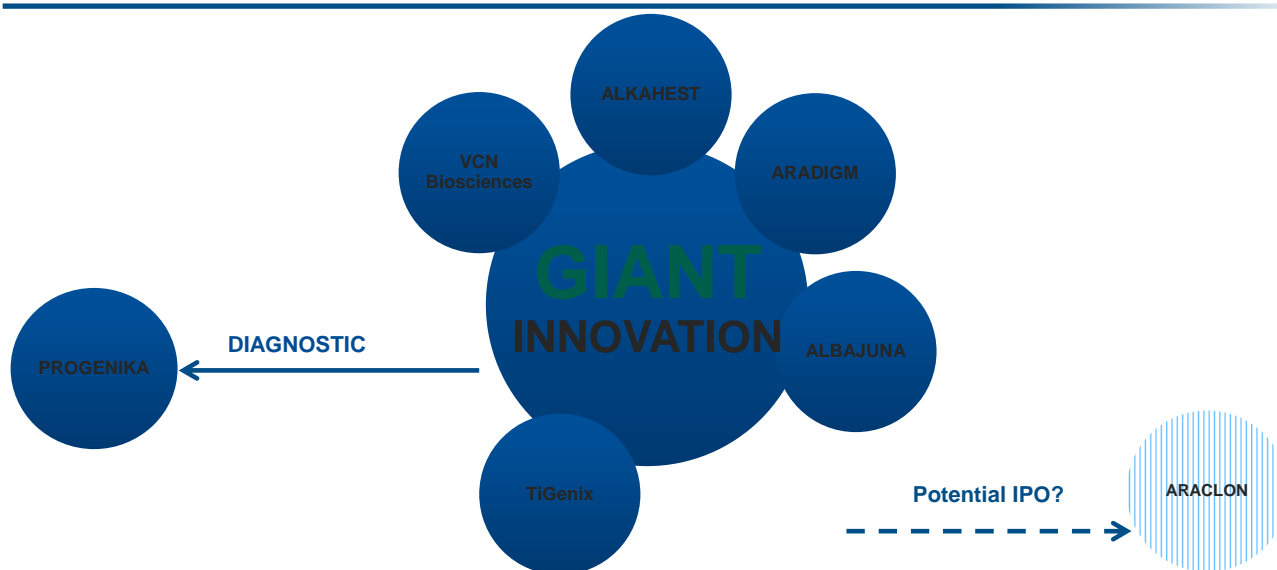 ALKAHEST
VCN
Biosciences
ARADIGM
GIANT
INNOVATION
ALBAJUNA
DIAGNOSTIC
PROGENIKA
TiGenix
Potential IPO?
ARACLON